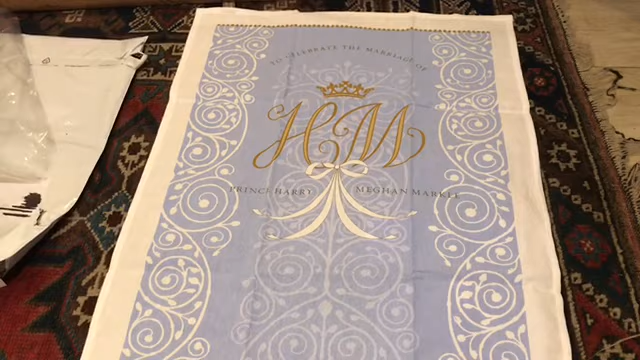 TO CELEBRATE THE MARRIAGE OF
HM
PRINCE HARRY MEGHAN MARKLE